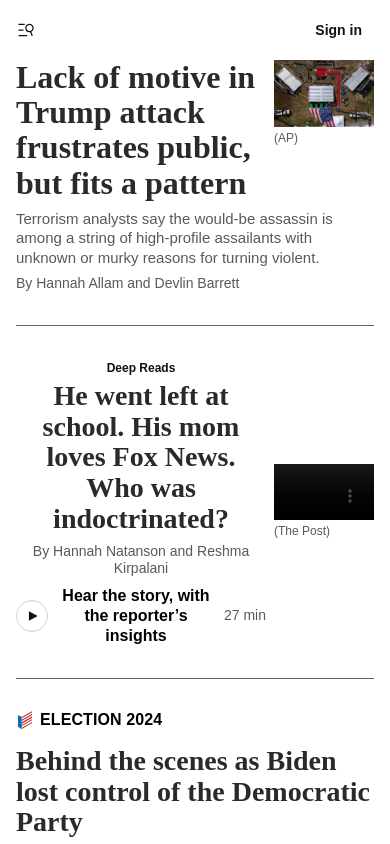 Sign in
Lack of motive in
Trump attack
frustrates public,
but fits a pattern
(AP)
Terrorism analysts say the would-be assassin is
among a string of high-profile assailants with
unknown or murky reasons for turning violent.
By Hannah Allam and Devlin Barrett
Deep Reads
He went left at
school. His mom
loves Fox News.
Who was
indoctrinated?
(The Post)
By Hannah Natanson and Reshma
Kirpalani
Hear the story, with
the reporter’s
insights
27 min
ELECTION 2024
Behind the scenes as Biden
lost control of the Democratic
Party